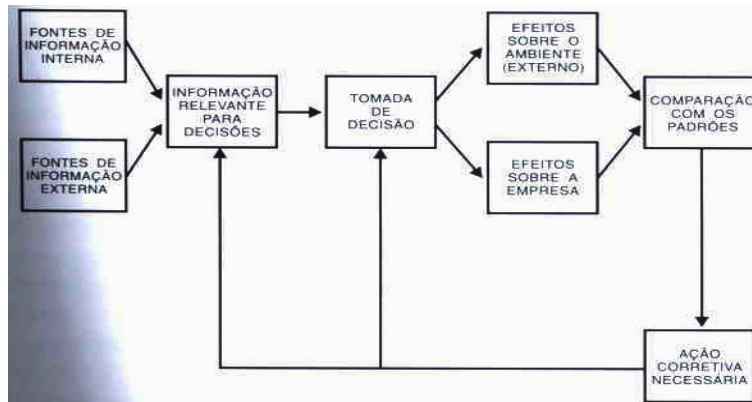 FONTES DE
INFORMAÇÃO
INTERNA
FONTES DE
INFORMAÇÃO
EXTERNA
INFORMAÇÃO
RELEVANTE
PARA
DECISÕES
TOMADA
DE
DECISÃO
EFEITOS
SOBRE O
AMBIENTE
(EXTERNO)
EFEITOS
SOBRE A
EMPRESA
COMPARAÇÃO
COM OS
PADRÕES
AÇÃO
CORRETIVA
NECESSÁRIA